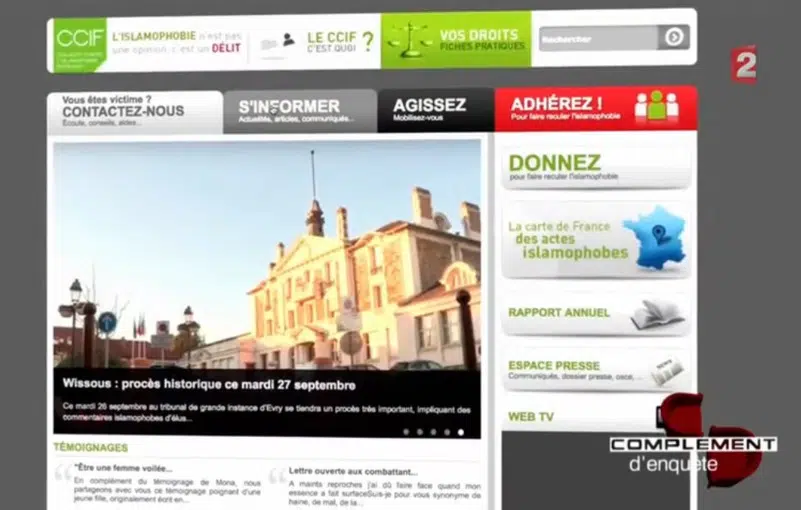 CCIF
L'ISLAMOPHOBIE n'est pas
une opinion, c'est un DÉLIT
LE CCIF
C'EST QUOI ?
VOS DROITS
FICHES PRATIQUES
Rechercher
2
Vous êtes victime ?
CONTACTEZ-NOUS
Ecoute, conseils, aides...
S'INFORMER
Actualités, articles, communiqués...
AGISSEZ
Mobilisez-vous
ADHÉREZ !
Pour faire reculer l'islamophobie
DONNEZ
pour faire reculer l'islamophobie
La carte de France
des actes
islamophobes
RAPPORT ANNUEL
ESPACE PRESSE
Communiqués, dossier presse,
WEB TV
Wissous : procès historique ce mardi 27 septembre
Ce mardi 26 septembre au tribunal de grande instance d'Evry se tiendra un procès très important, impliquant des
commentaires islamophobes d'élus...
TÉMOIGNAGES
"Être une femme voilée...
En complément du témoignage de Mona, nous
partageons avec vous ce témoignage poignant d'une
jeune fille, originalement écrit en...
Lettre ouverte aux combattant...
A maints reproches j'ai dû faire face quand mon
essence a fait surfaceSuis-je pour vous synonyme de
haine, de mal, de la...
COMPLEMENT
d'enquête